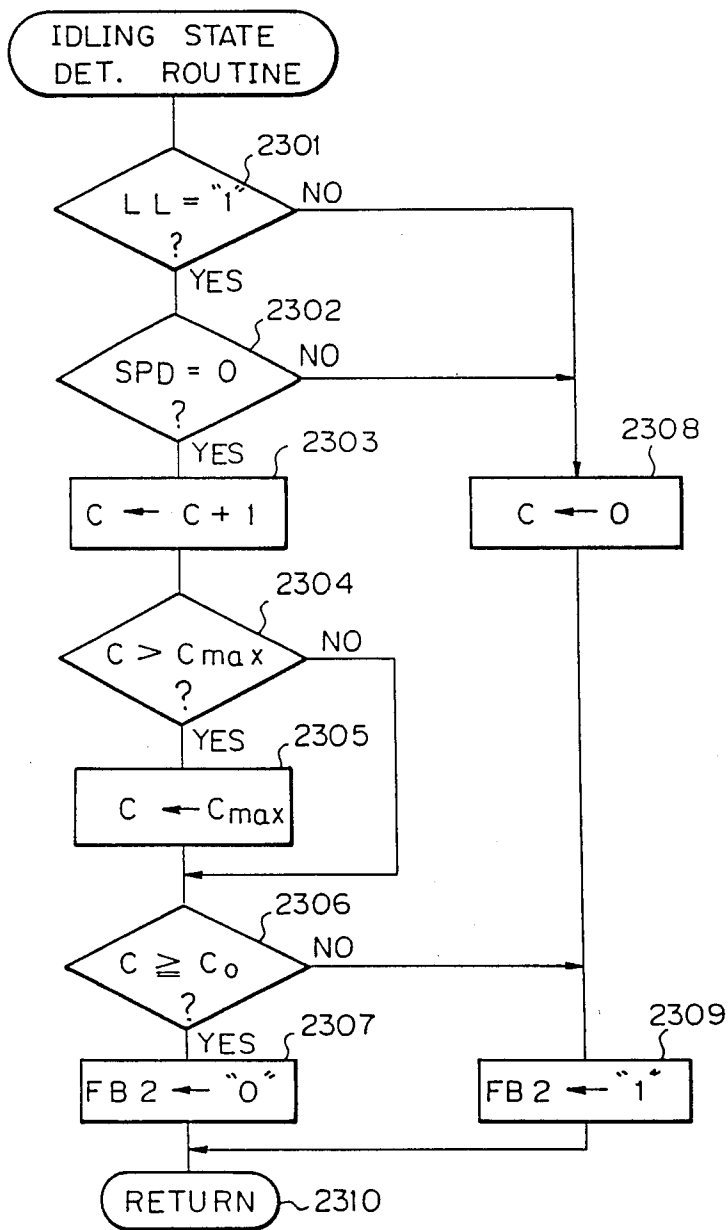 IDLING STATE
DET. ROUTINE
2301
LL = "1"
?
NO
YES
2302
SPD = 0
?
NO
YES
2303
C ← C + 1
2308
C ← 0
2304
C > Cmax
?
NO
YES
2305
C ← Cmax
2306
C ≧ C0
?
NO
YES
2307
FB2 ← "0"
2309
FB2 ← "1"
RETURN
2310